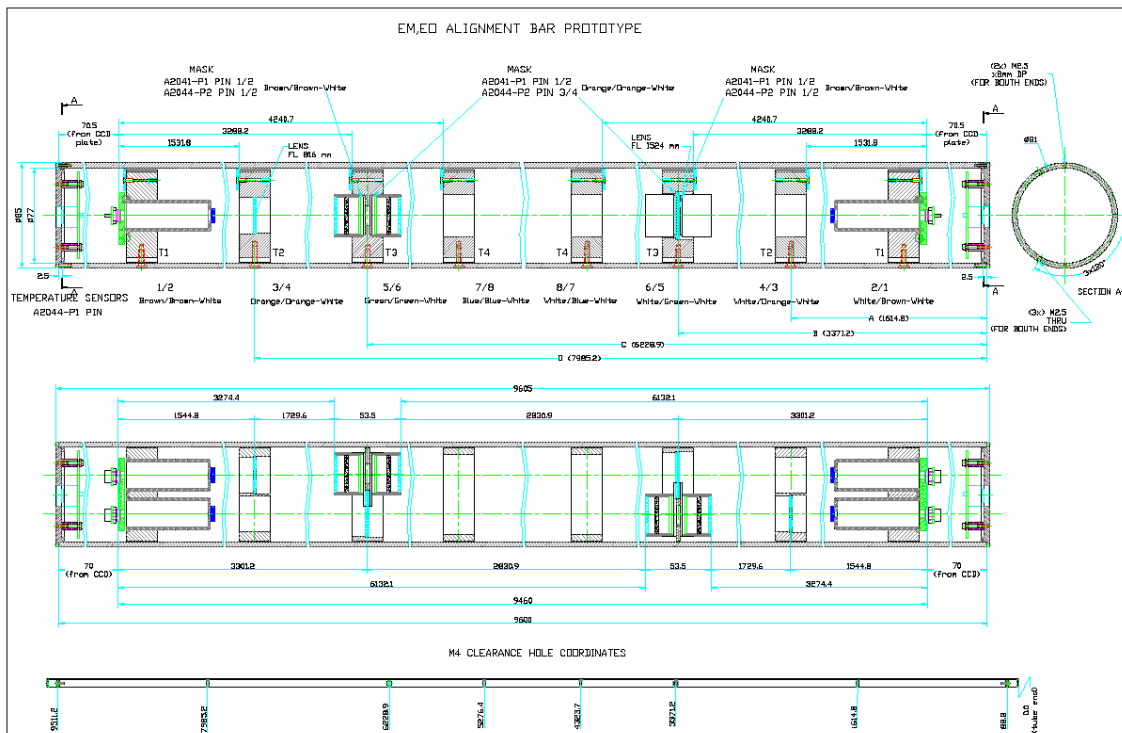 EM,EO ALIGNMENT BAR PROTOTYPE
MASK
A2041-P1 PIN 1/2
A2044-P2 PIN 1/2
Brown/Brown-White
MASK
A2041-P1 PIN 1/2
A2044-P2 PIN 3/4
Orange/Orange-White
MASK
A2041-P1 PIN 1/2
A2044-P2 PIN 1/2
Brown/Brown-White
(2x) M2.5
x8mm DP
(FOR BOUTH ENDS)
A
A
70.5
(from CCD
plate)
4240.7
3288.2
1531.8
LENS
FL 816 mm
LENS
FL 1524 mm
4240.7
3288.2
1531.8
70.5
(from CCD
plate)
Ø81
Ø85
Ø77
T1
T2
T3
T4
T4
T3
T2
T1
3x120°
2.5
2.5
A
A
SECTION A
TEMPERATURE SENSORS
A2044-P1 PIN
1/2
3/4
5/6
7/8
8/7
6/5
4/3
2/1
Brown/Brown-White
Orange/Orange-White
Green/Green-White
Blue/Blue-White
White/Blue-White
White/Green-White
White/Orange-White
White/Brown-White
(3x) M2.5
THRU
(FOR BOUTH ENDS)
A (1614.8)
B (3371.2)
C (6228.9)
D (7985.2)
9605
3274.4
6132.1
1544.8
1729.6
53.5
2830.9
3301.2
70
(from CCD)
3301.2
2830.9
53.5
1729.6
1544.8
70
(from CCD)
6132.1
3274.4
9460
9600
M4 CLEARANCE HOLE COORDINATES
9511.2
7985.2
6228.9
5276.4
4323.7
3371.2
1614.8
88.8
0.0
(tube end)